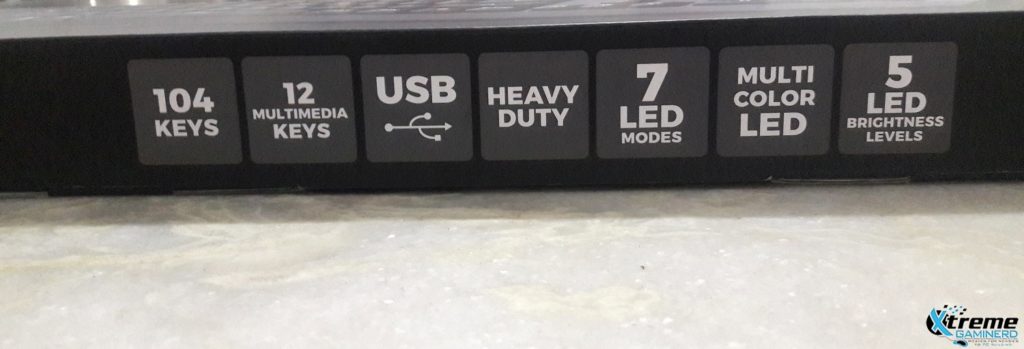 104
KEYS
12
MULTIMEDIA
KEYS
USB
HEAVY
DUTY
7
LED
MODES
MULTI
COLOR
LED
5
LED
BRIGHTNESS
LEVELS
Xtreme
GAMINERD